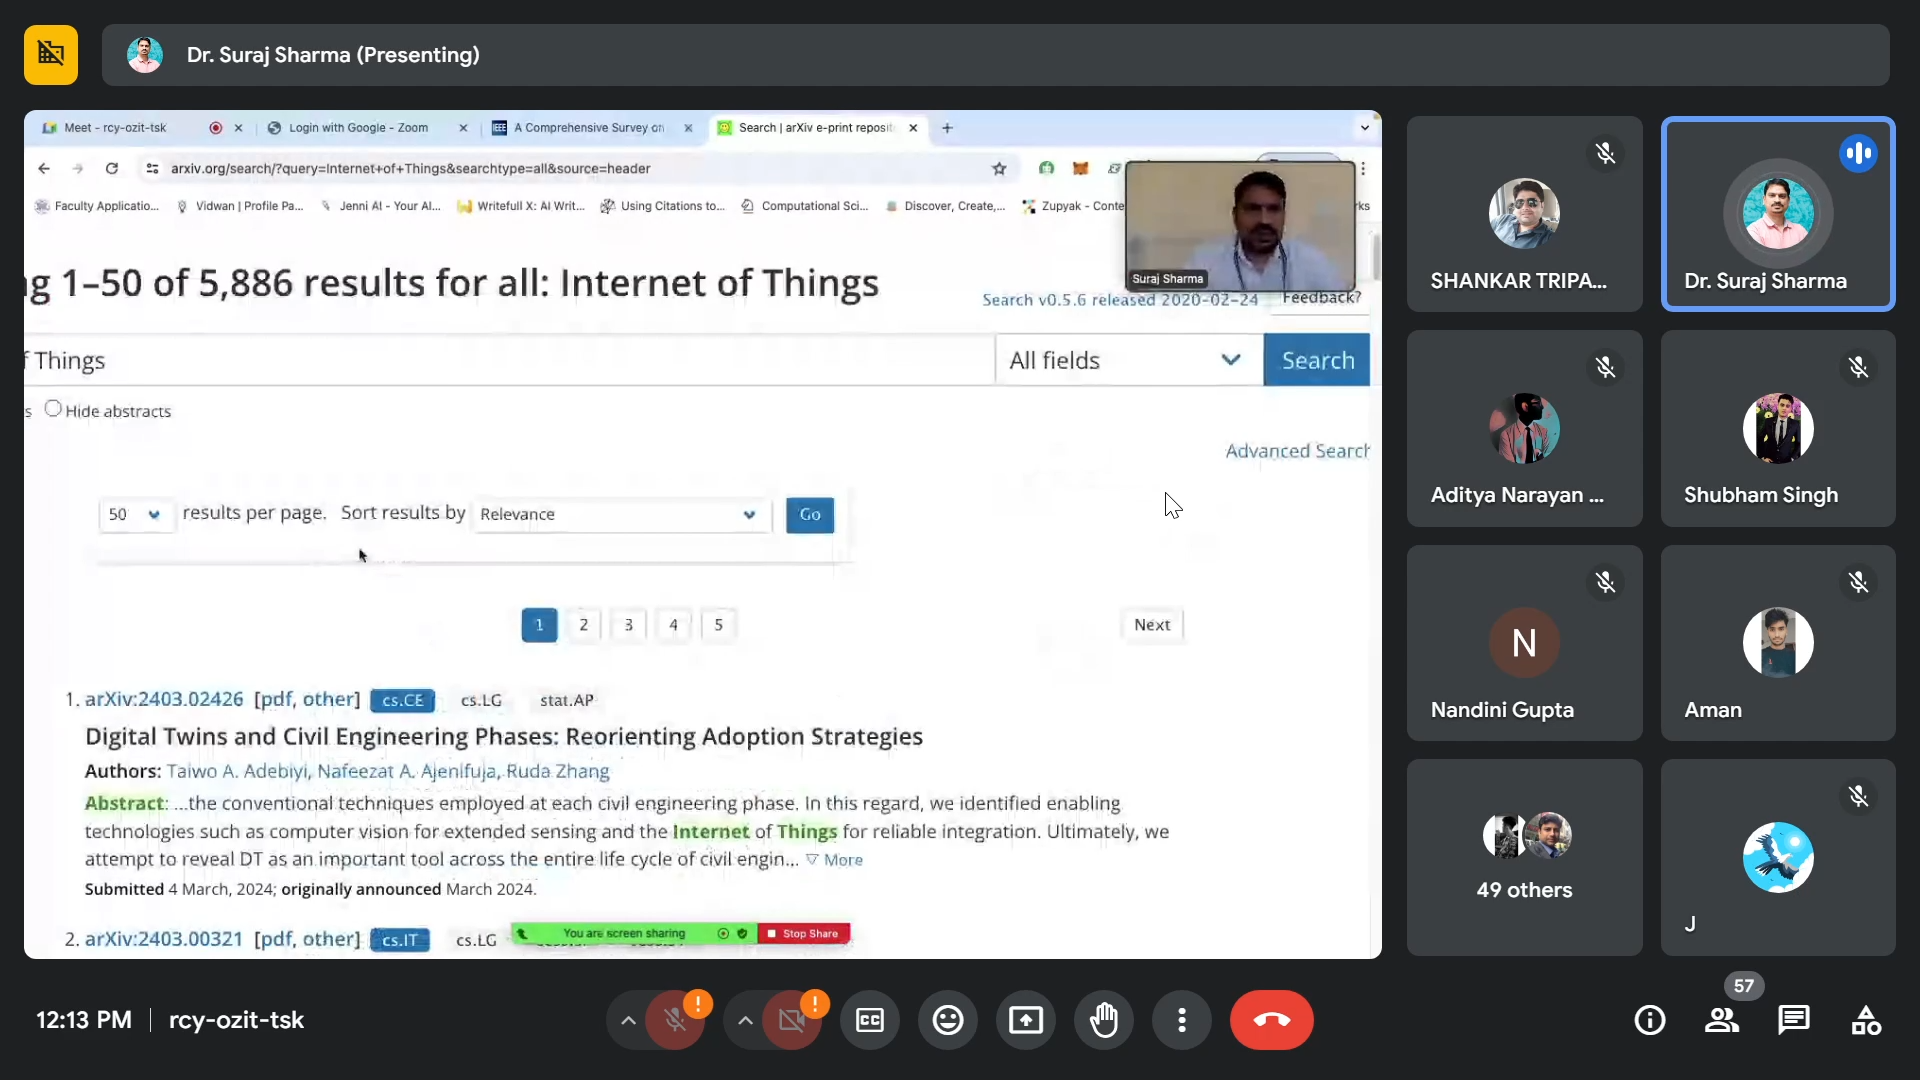 Dr. Suraj Sharma (Presenting)
Meet - rcy-ozit-tsk
Login with Google - Zoom
IEEE A Comprehensive Survey on
Search | arXiv e-print reposit
arxiv.org/search/?query=Internet+of+Things&searchtype=all&source=header
Faculty Applicatio...
Vidwan | Profile Pa...
Jenni AI - Your AI...
Writefull X: AI Writ...
Using Citations to...
Computational Sci...
Discover, Create,...
Zupyak - Conte
rks
Suraj Sharma
g 1–50 of 5,886 results for all: Internet of Things
Search v0.5.6 released 2020-02-24
Feedback?
f Things
All fields
Search
s Hide abstracts
Advanced Search
50 results per page. Sort results by Relevance Go
1 2 3 4 5 Next
1. arXiv:2403.02426 [pdf, other] cs.CE cs.LG stat.AP
Digital Twins and Civil Engineering Phases: Reorienting Adoption Strategies
Authors: Taiwo A. Adebiyi, Nafeezat A. Ajenifuja, Ruda Zhang
Abstract: ...the conventional techniques employed at each civil engineering phase. In this regard, we identified enabling
technologies such as computer vision for extended sensing and the Internet of Things for reliable integration. Ultimately, we
attempt to reveal DT as an important tool across the entire life cycle of civil engin... ▽ More
Submitted 4 March, 2024; originally announced March 2024.
2. arXiv:2403.00321 [pdf, other] cs.IT cs.LG
You are screen sharing
Stop Share
SHANKAR TRIPA...
Dr. Suraj Sharma
Aditya Narayan ...
Shubham Singh
N
Nandini Gupta
Aman
49 others
J
12:13 PM | rcy-ozit-tsk
CC
57